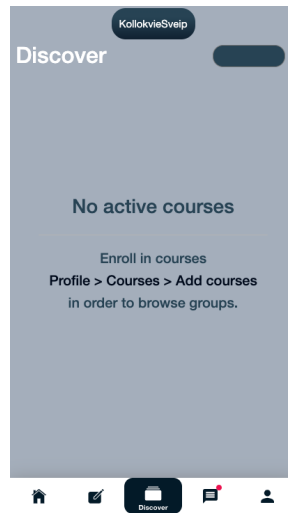 KollokvieSveip
Discover
No active courses
Enroll in courses
Profile > Courses > Add courses
in order to browse groups.
Discover